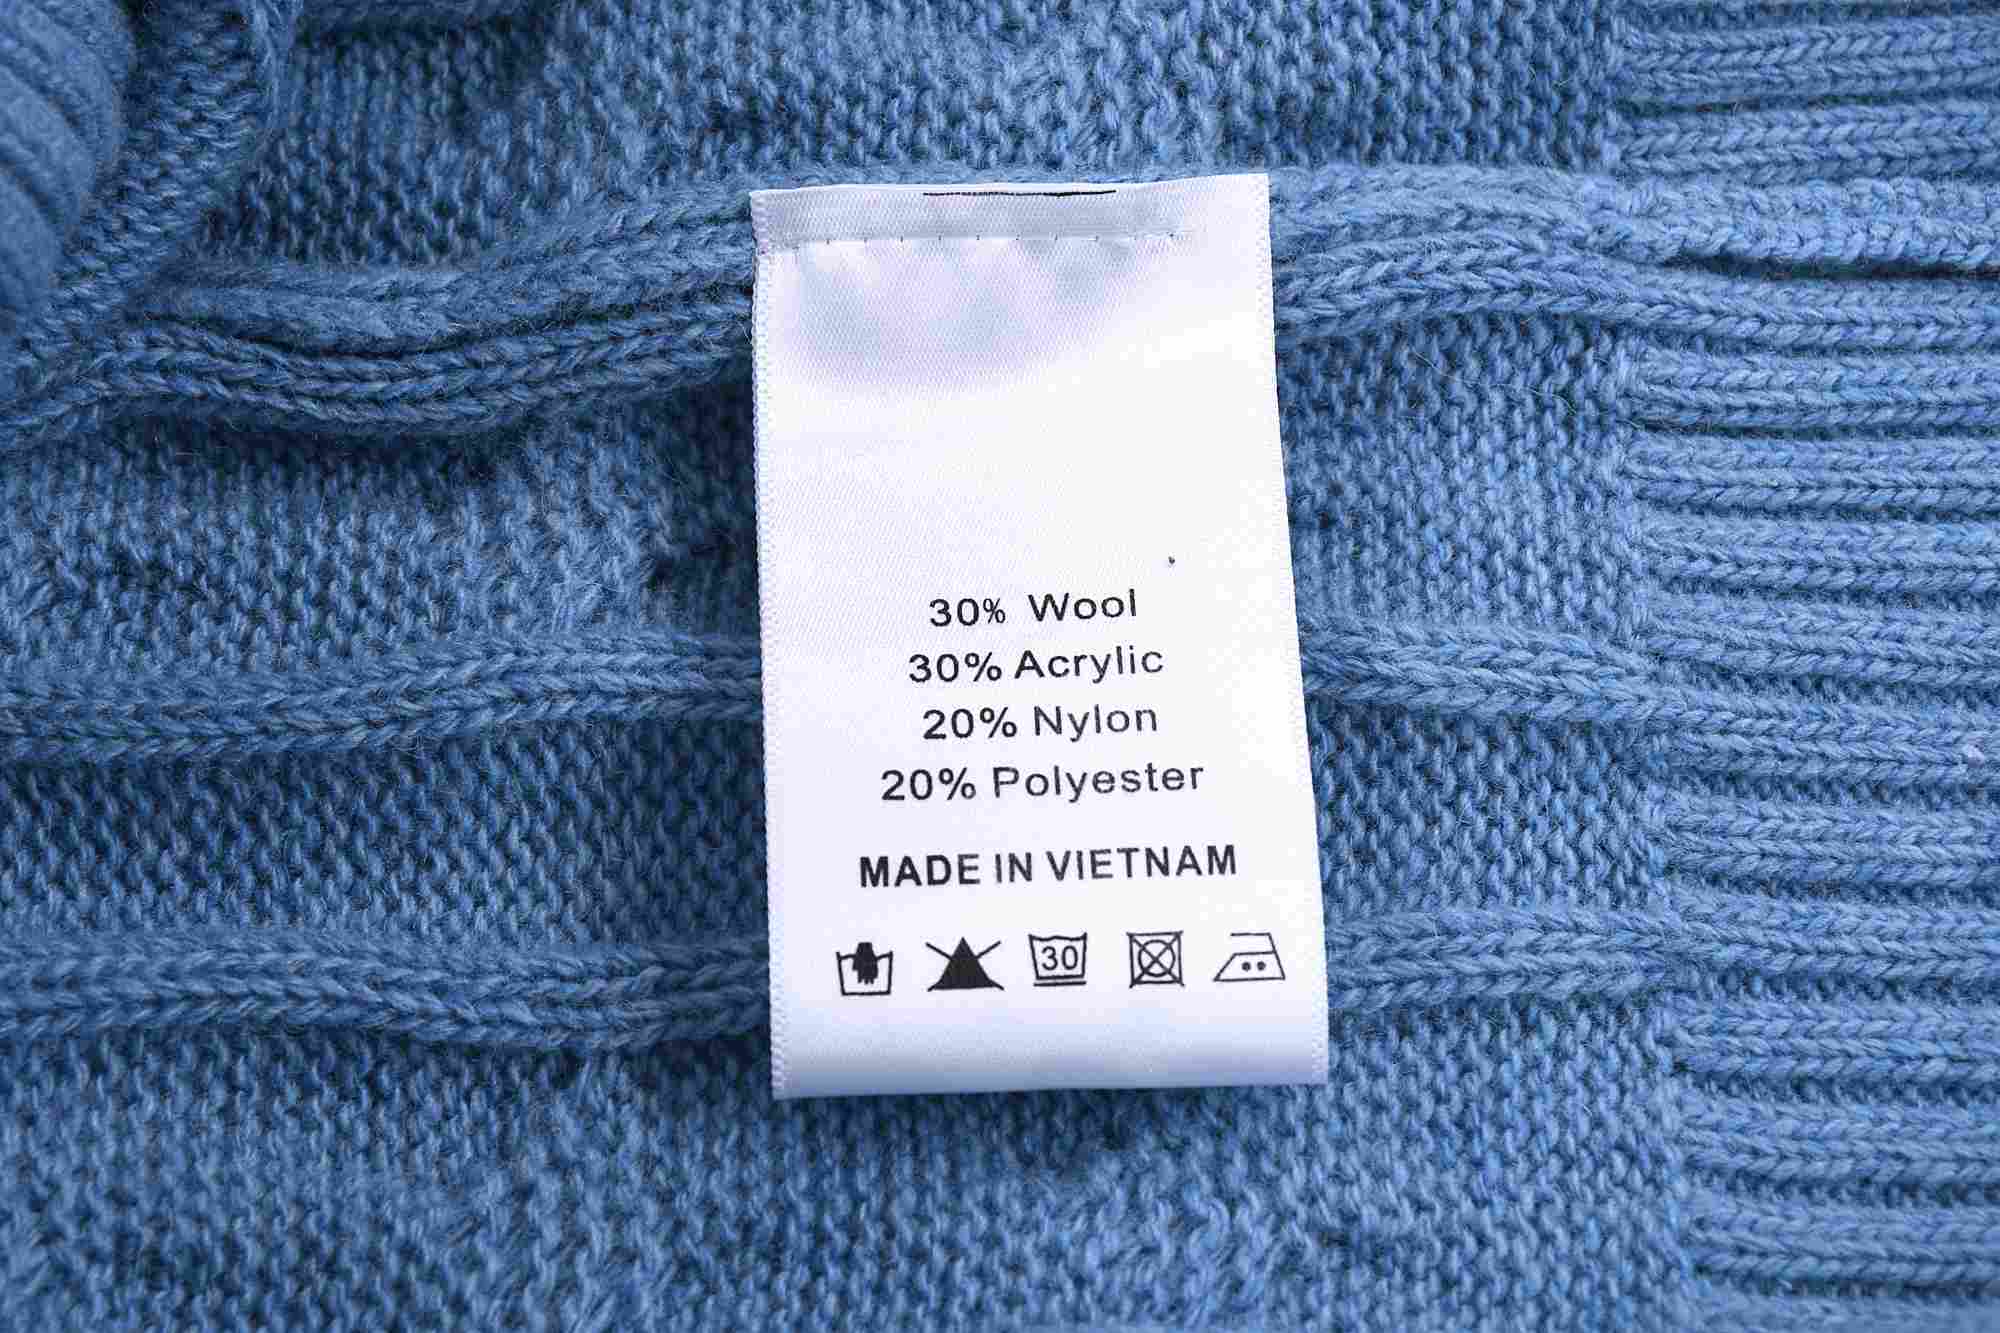 30% Wool
30% Acrylic
20% Nylon
20% Polyester
MADE IN VIETNAM
30